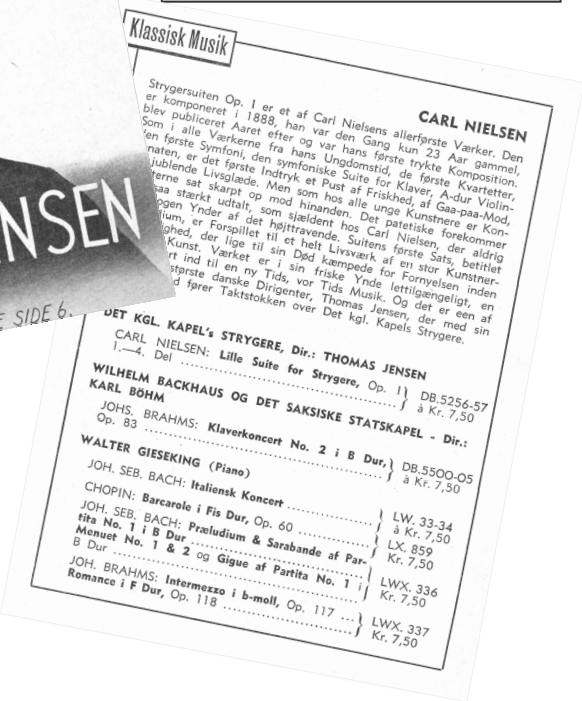 Klassisk Musik
CARL NIELSEN
Strygersuiten Op. 1 er et af Carl Nielsens allerførste Værker. Den
er komponeret i 1888, han var den Gang kun 23 Aar gammel,
blev publiceret Aaret efter og var hans første trykte Komposition.
Som i alle Værkerne fra hans Ungdomstid, de første Kvartetter,
den første Symfoni, den symfoniske Suite for Klaver, A-dur Violin-
naten, er det første Indtryk et Pust af Friskhed, af Gaa-paa-Mod,
jublende Livsglæde. Men som hos alle unge Kunstnere er Kon-
terne sat skarpt op mod hinanden. Det patetiske forekommer
saa stærkt udtalt, som sjældent hos Carl Nielsen, der aldrig
ogen Ynder af det højttravende. Suitens første Sats, betitlet
dium, er Forspillet til et helt Livsværk af en stor Kunstner-
ighed, der lige til sin Død kæmpede for Fornyelsen inden
Kunst. Værket er i sin friske Ynde lettilgængeligt, en
rt ind til en ny Tids, vor Tids Musik. Og det er een af
største danske Dirigenter, Thomas Jensen, der med sin
d fører Taktstokken over Det kgl. Kapels Strygere.
NSEN
E SIDE 6.
DET KGL. KAPEL's STRYGERE, Dir.: THOMAS JENSEN
CARL NIELSEN: Lille Suite for Strygere, Op. 1 } DB.5256-57
1.—4. Del ........................ à Kr. 7,50
WILHELM BACKHAUS OG DET SAKSISKE STATSKAPEL - Dir.:
KARL BÖHM
JOHS. BRAHMS: Klaverkoncert No. 2 i B Dur, } DB.5500-05
Op. 83 ........................ à Kr. 7,50
WALTER GIESEKING (Piano)
JOH. SEB. BACH: Italiensk Koncert ............ } LW. 33-34
à Kr. 7,50
CHOPIN: Barcarole i Fis Dur, Op. 60 ............ } LX. 859
Kr. 7,50
JOH. SEB. BACH: Præludium & Sarabande af Par-
tita No. 1 i B Dur ............
Menuet No. 1 & 2 og Gigue af Partita No. 1 i } LWX. 336
B Dur ........................ Kr. 7,50
JOH. BRAHMS: Intermezzo i b-moll, Op. 117 ... } LWX. 337
Romance i F Dur, Op. 118 ............ Kr. 7,50